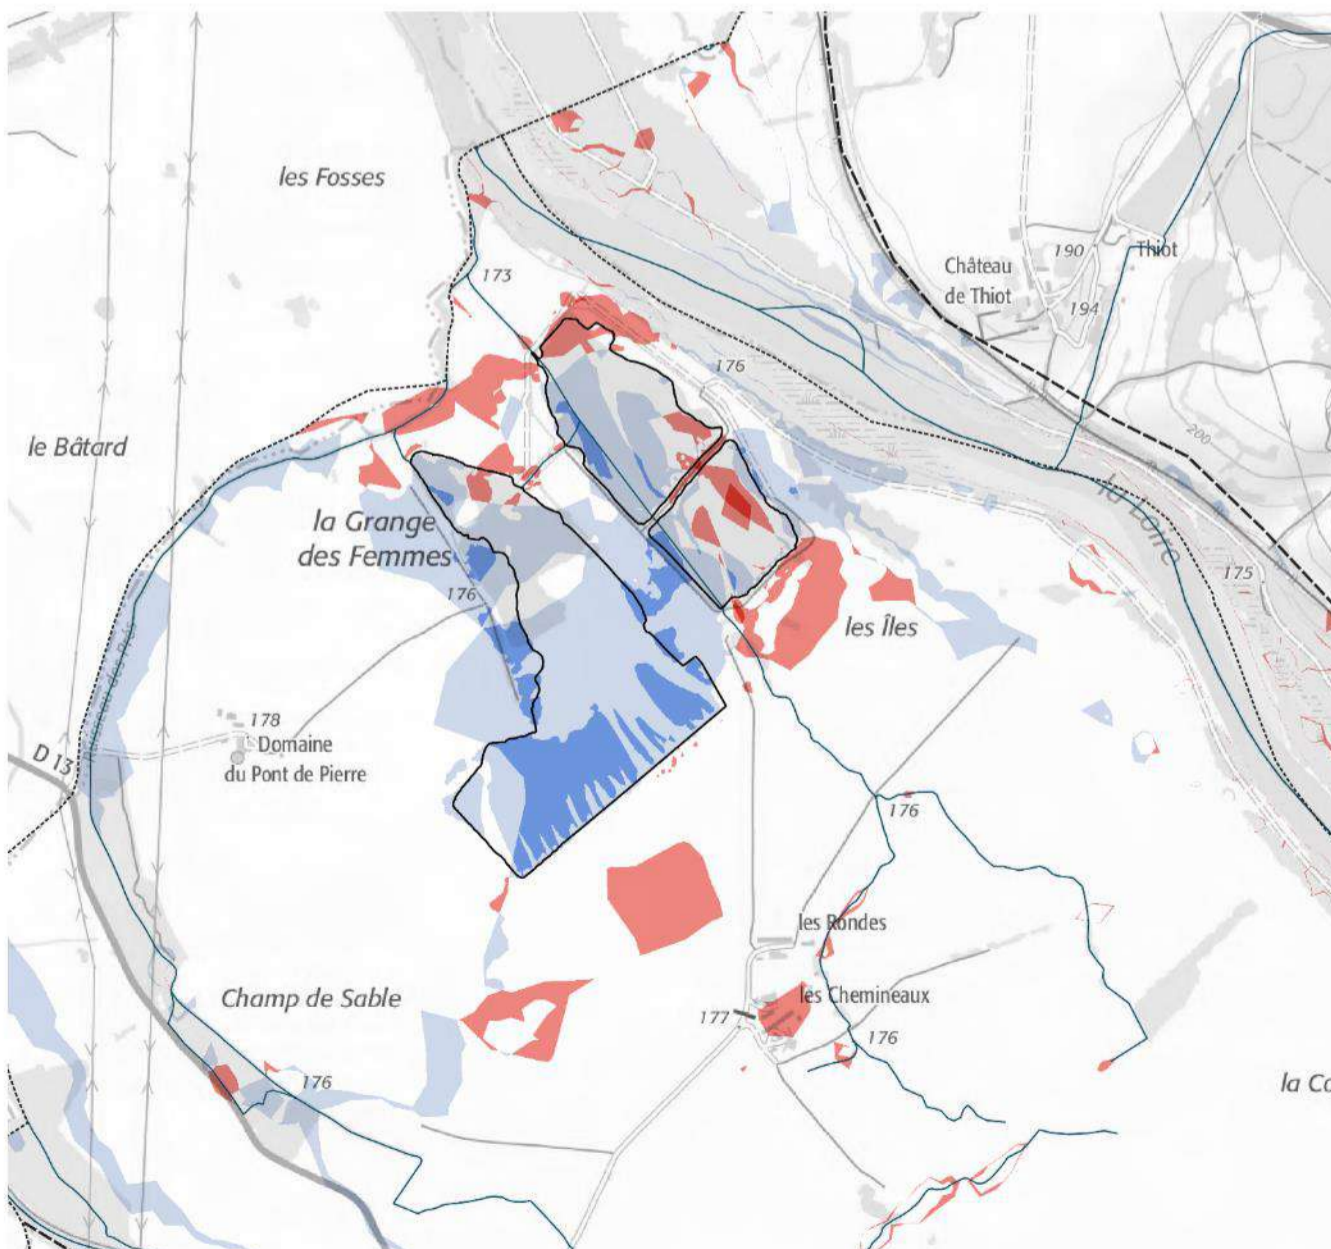 les Fosses
190
Thiot
Château
de Thiot
173
194
176
le Bâtard
200
la Loire
la Grange
des Femmes
176
175
les Îles
178
D 13
Domaine
du Pont de Pierre
176
les Rondes
Champ de Sable
les Chemineaux
177
176
176
la Co